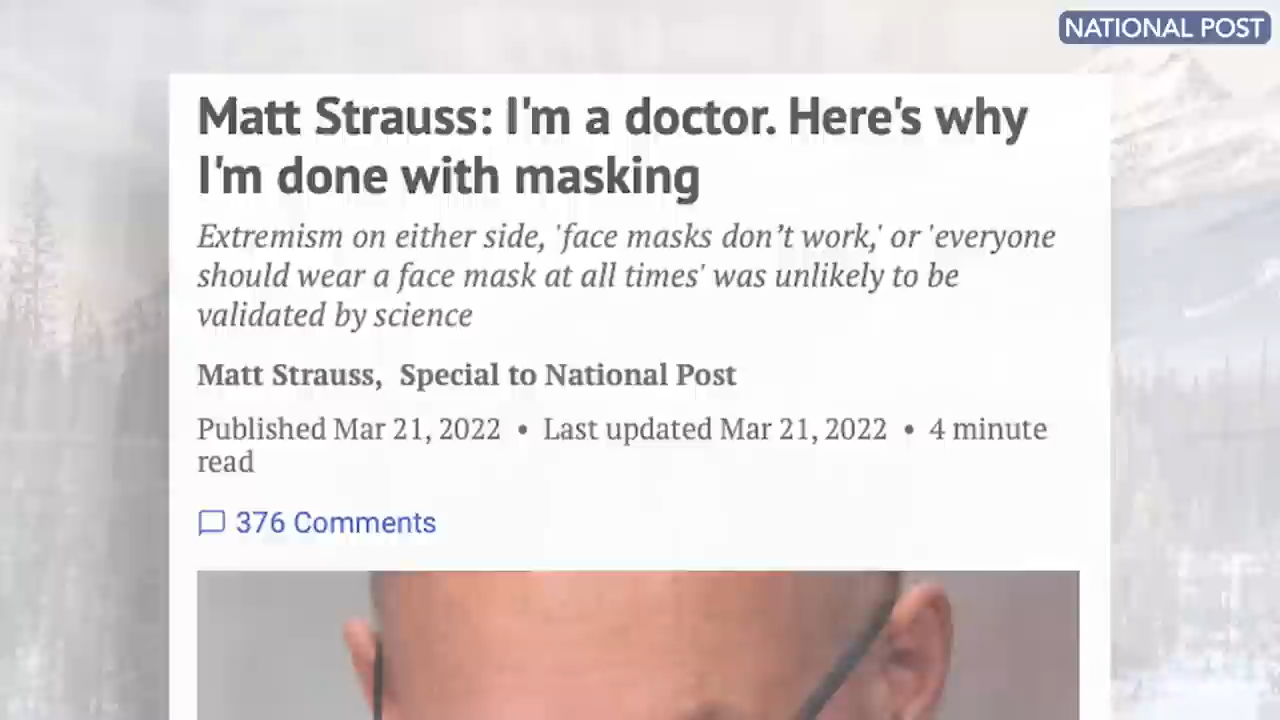 NATIONAL POST
Matt Strauss: I'm a doctor. Here's why
I'm done with masking
Extremism on either side, 'face masks don’t work,' or 'everyone
should wear a face mask at all times' was unlikely to be
validated by science
Matt Strauss, Special to National Post
Published Mar 21, 2022 • Last updated Mar 21, 2022 • 4 minute
read
376 Comments